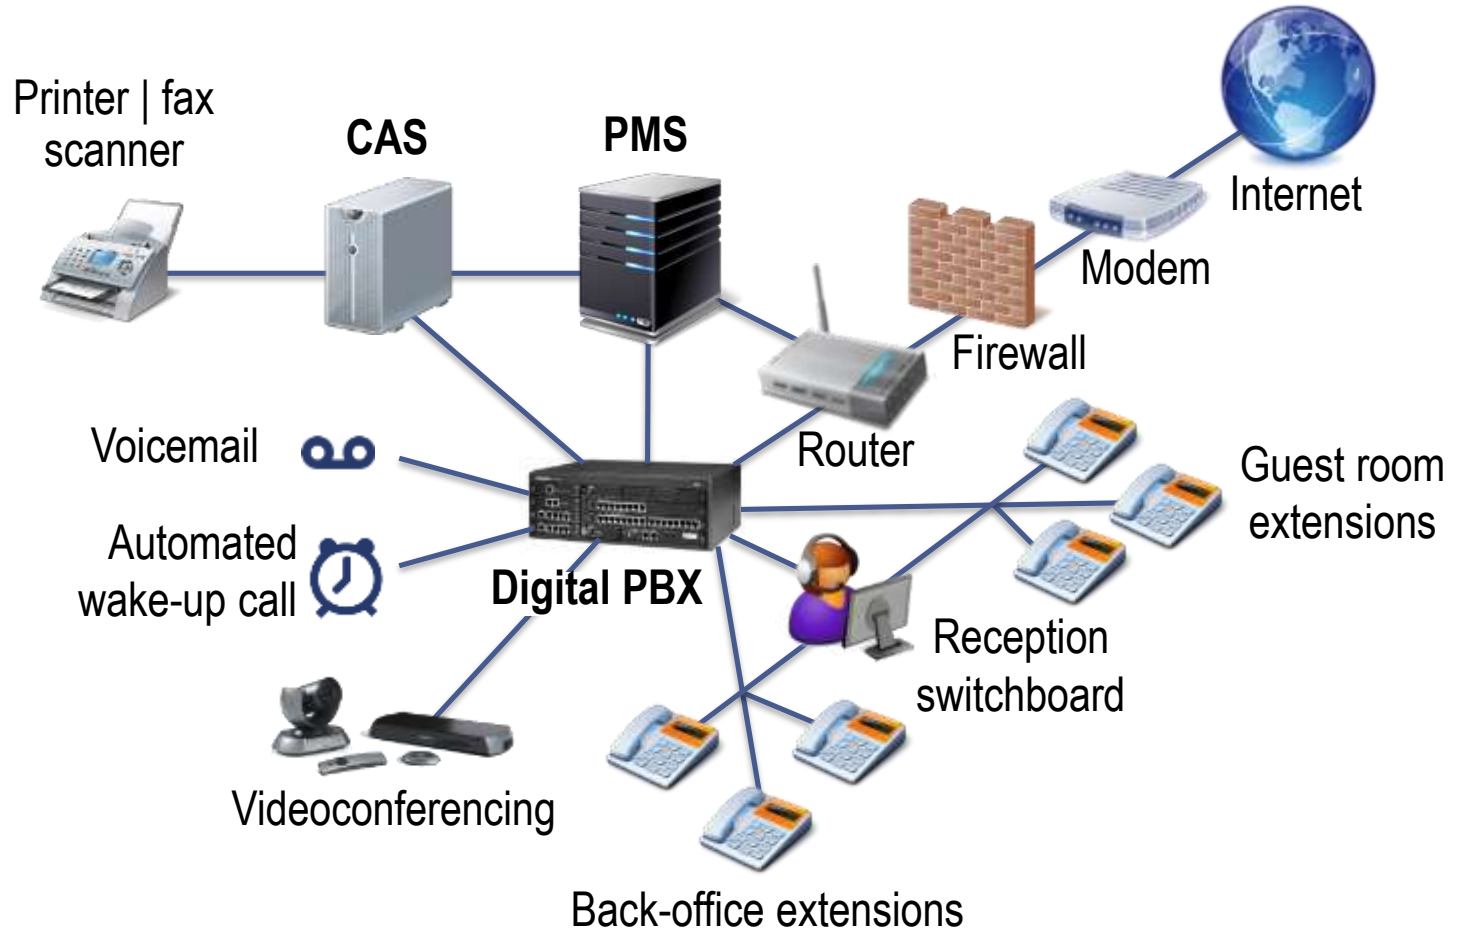 Printer | fax
scanner
CAS
PMS
Internet
Modem
Firewall
Router
Voicemail
Guest room
extensions
Automated
wake-up call
Digital PBX
Reception
switchboard
Videoconferencing
Back-office extensions